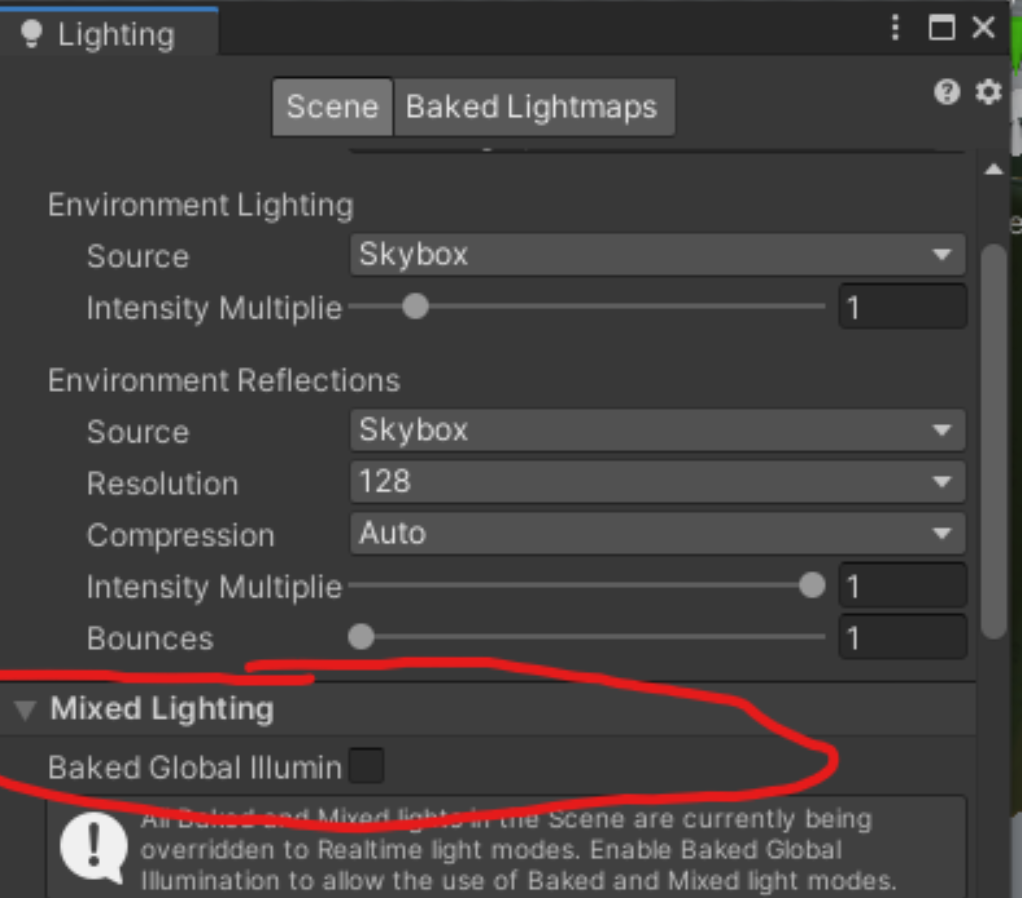 Lighting
Scene Baked Lightmaps
Environment Lighting
Source Skybox
Intensity Multiplie 1
Environment Reflections
Source Skybox
Resolution 128
Compression Auto
Intensity Multiplie 1
Bounces 1
Mixed Lighting
Baked Global Illumin
All Baked and Mixed lights in the Scene are currently being
overridden to Realtime light modes. Enable Baked Global
Illumination to allow the use of Baked and Mixed light modes.